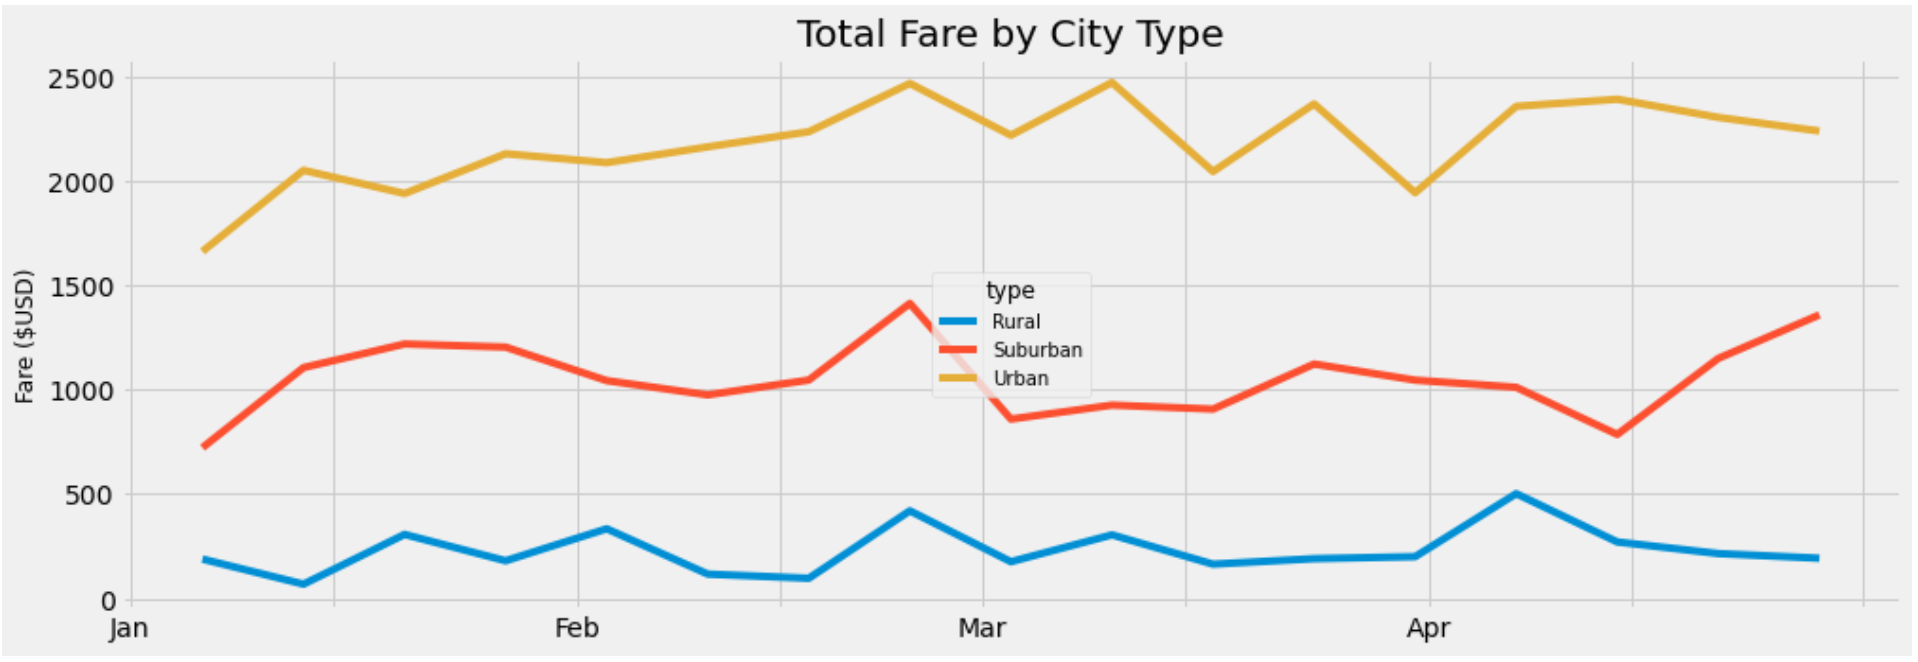 Total Fare by City Type
Fare ($USD)
2500
2000
1500
1000
500
0
type
Rural
Suburban
Urban
Jan Feb Mar Apr